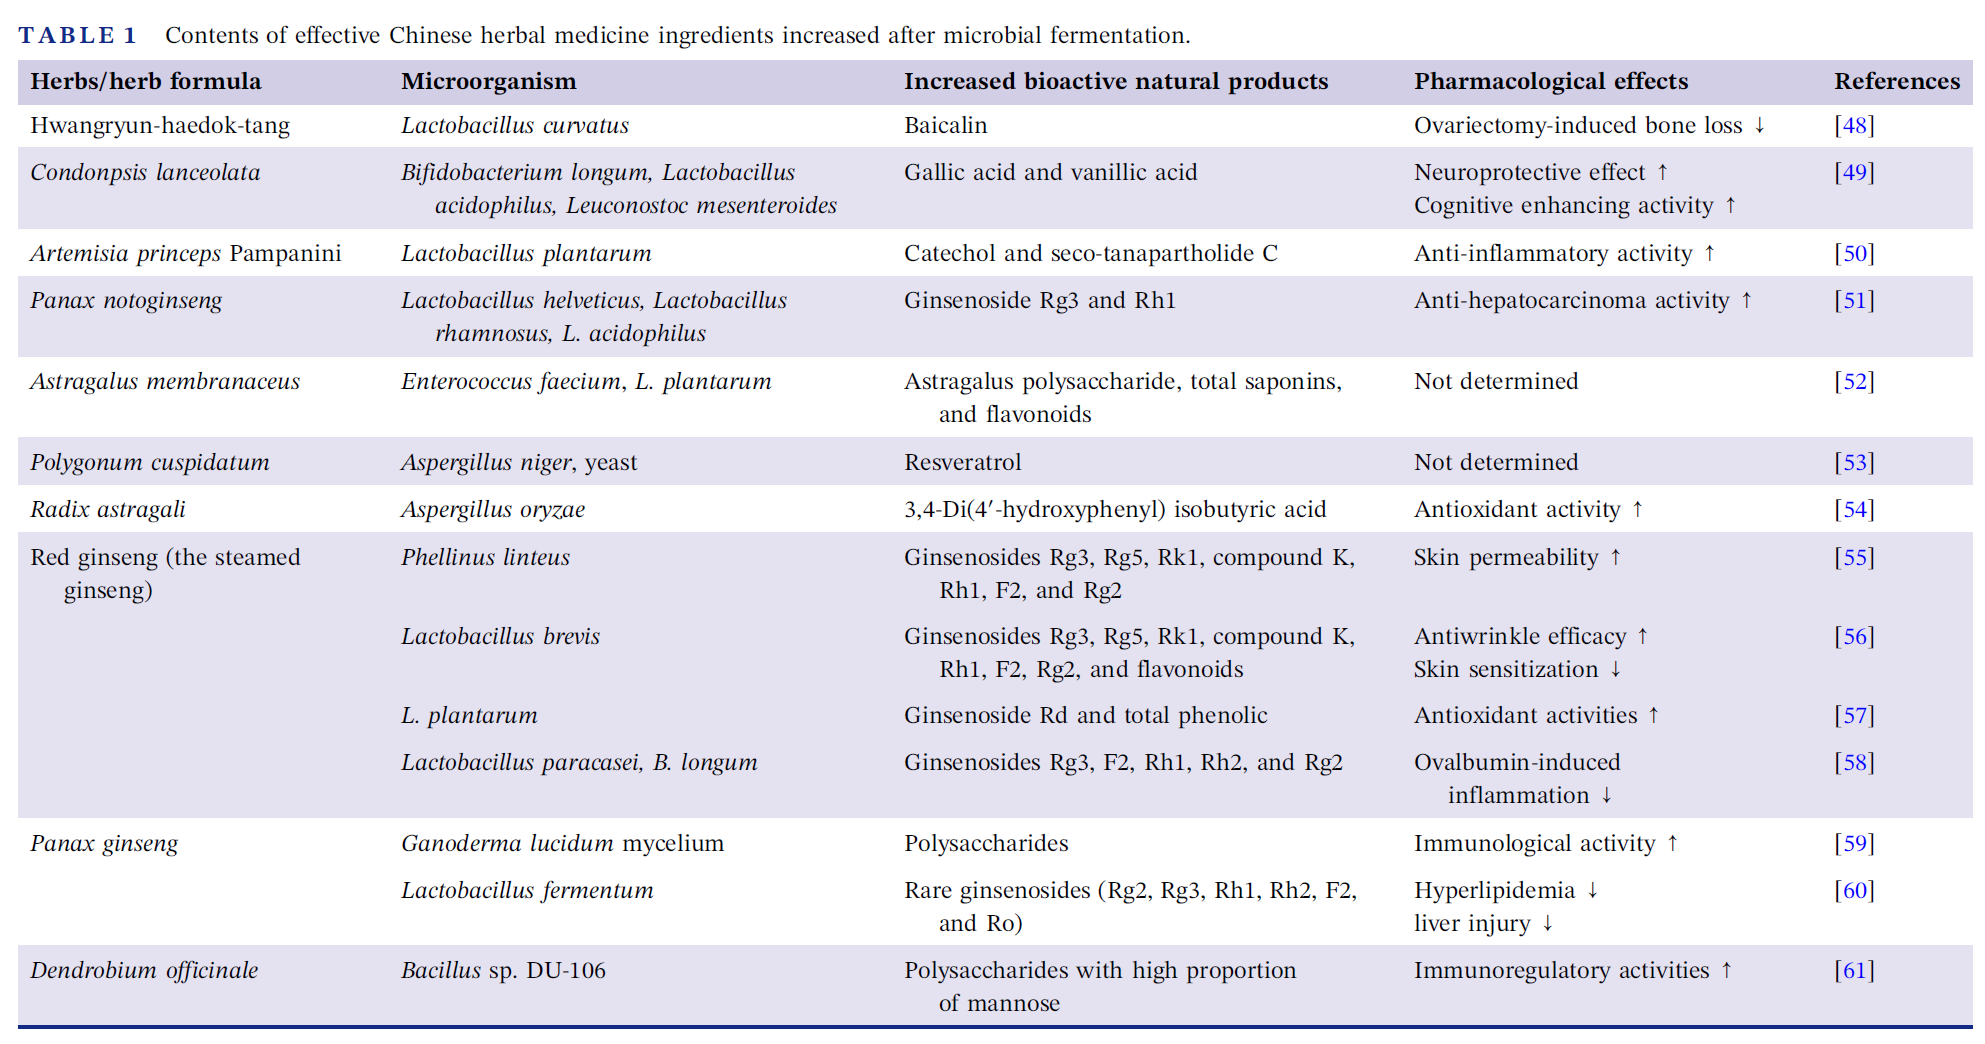 TABLE 1 Contents of effective Chinese herbal medicine ingredients increased after microbial fermentation.
Herbs/herb formula Microorganism Increased bioactive natural products Pharmacological effects References
Hwangryun-haedok-tang Lactobacillus curvatus Baicalin Ovariectomy-induced bone loss ↓ [48]
Condonpsis lanceolata Bifidobacterium longum, Lactobacillus Gallic acid and vanillic acid Neuroprotective effect ↑ [49]
acidophilus, Leuconostoc mesenteroides Cognitive enhancing activity ↑
Artemisia princeps Pampanini Lactobacillus plantarum Catechol and seco-tanapartholide C Anti-inflammatory activity ↑ [50]
Panax notoginseng Lactobacillus helveticus, Lactobacillus Ginsenoside Rg3 and Rh1 Anti-hepatocarcinoma activity ↑ [51]
rhamnosus, L. acidophilus
Astragalus membranaceus Enterococcus faecium, L. plantarum Astragalus polysaccharide, total saponins, Not determined [52]
and flavonoids
Polygonum cuspidatum Aspergillus niger, yeast Resveratrol Not determined [53]
Radix astragali Aspergillus oryzae 3,4-Di(4′-hydroxyphenyl) isobutyric acid Antioxidant activity ↑ [54]
Red ginseng (the steamed Phellinus linteus Ginsenosides Rg3, Rg5, Rk1, compound K, Skin permeability ↑ [55]
ginseng) Rh1, F2, and Rg2
Lactobacillus brevis Ginsenosides Rg3, Rg5, Rk1, compound K, Antiwrinkle efficacy ↑ [56]
Rh1, F2, Rg2, and flavonoids Skin sensitization ↓
L. plantarum Ginsenoside Rd and total phenolic Antioxidant activities ↑ [57]
Lactobacillus paracasei, B. longum Ginsenosides Rg3, F2, Rh1, Rh2, and Rg2 Ovalbumin-induced [58]
inflammation ↓
Panax ginseng Ganoderma lucidum mycelium Polysaccharides Immunological activity ↑ [59]
Lactobacillus fermentum Rare ginsenosides (Rg2, Rg3, Rh1, Rh2, F2, Hyperlipidemia ↓ [60]
and Ro) liver injury ↓
Dendrobium officinale Bacillus sp. DU-106 Polysaccharides with high proportion Immunoregulatory activities ↑ [61]
of mannose